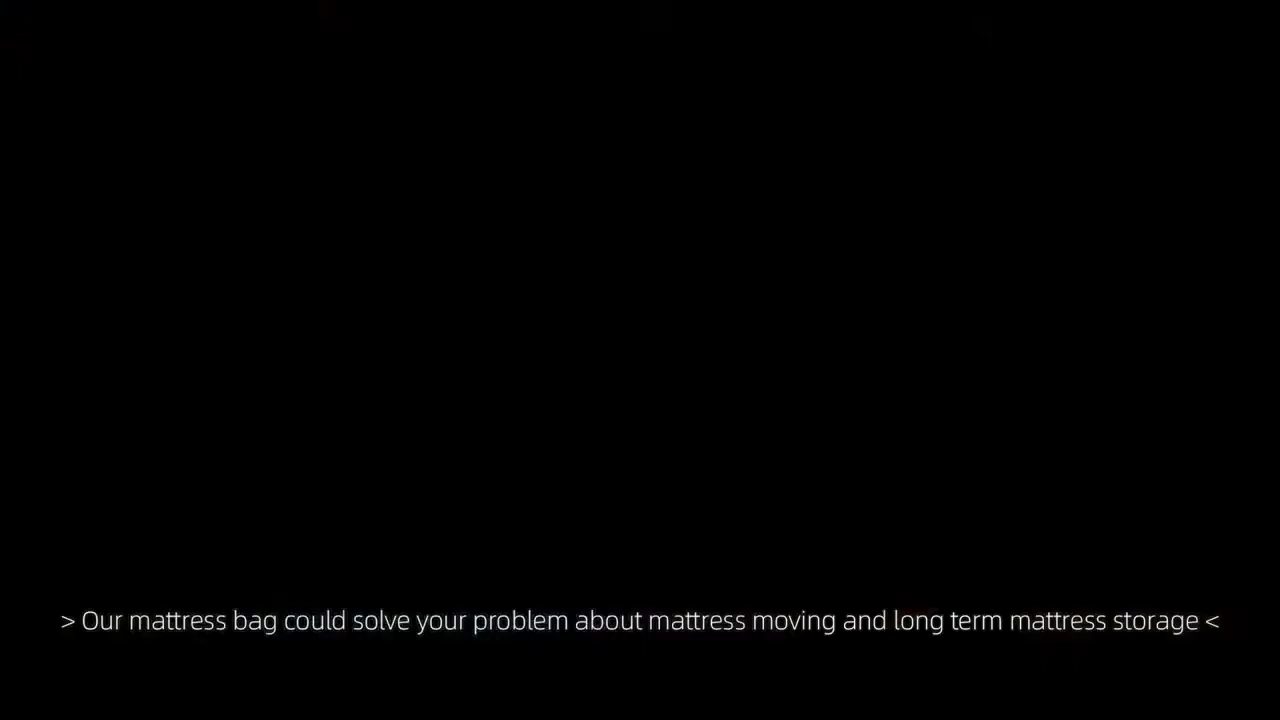 > Our mattress bag could solve your problem about mattress moving and long term mattress storage <